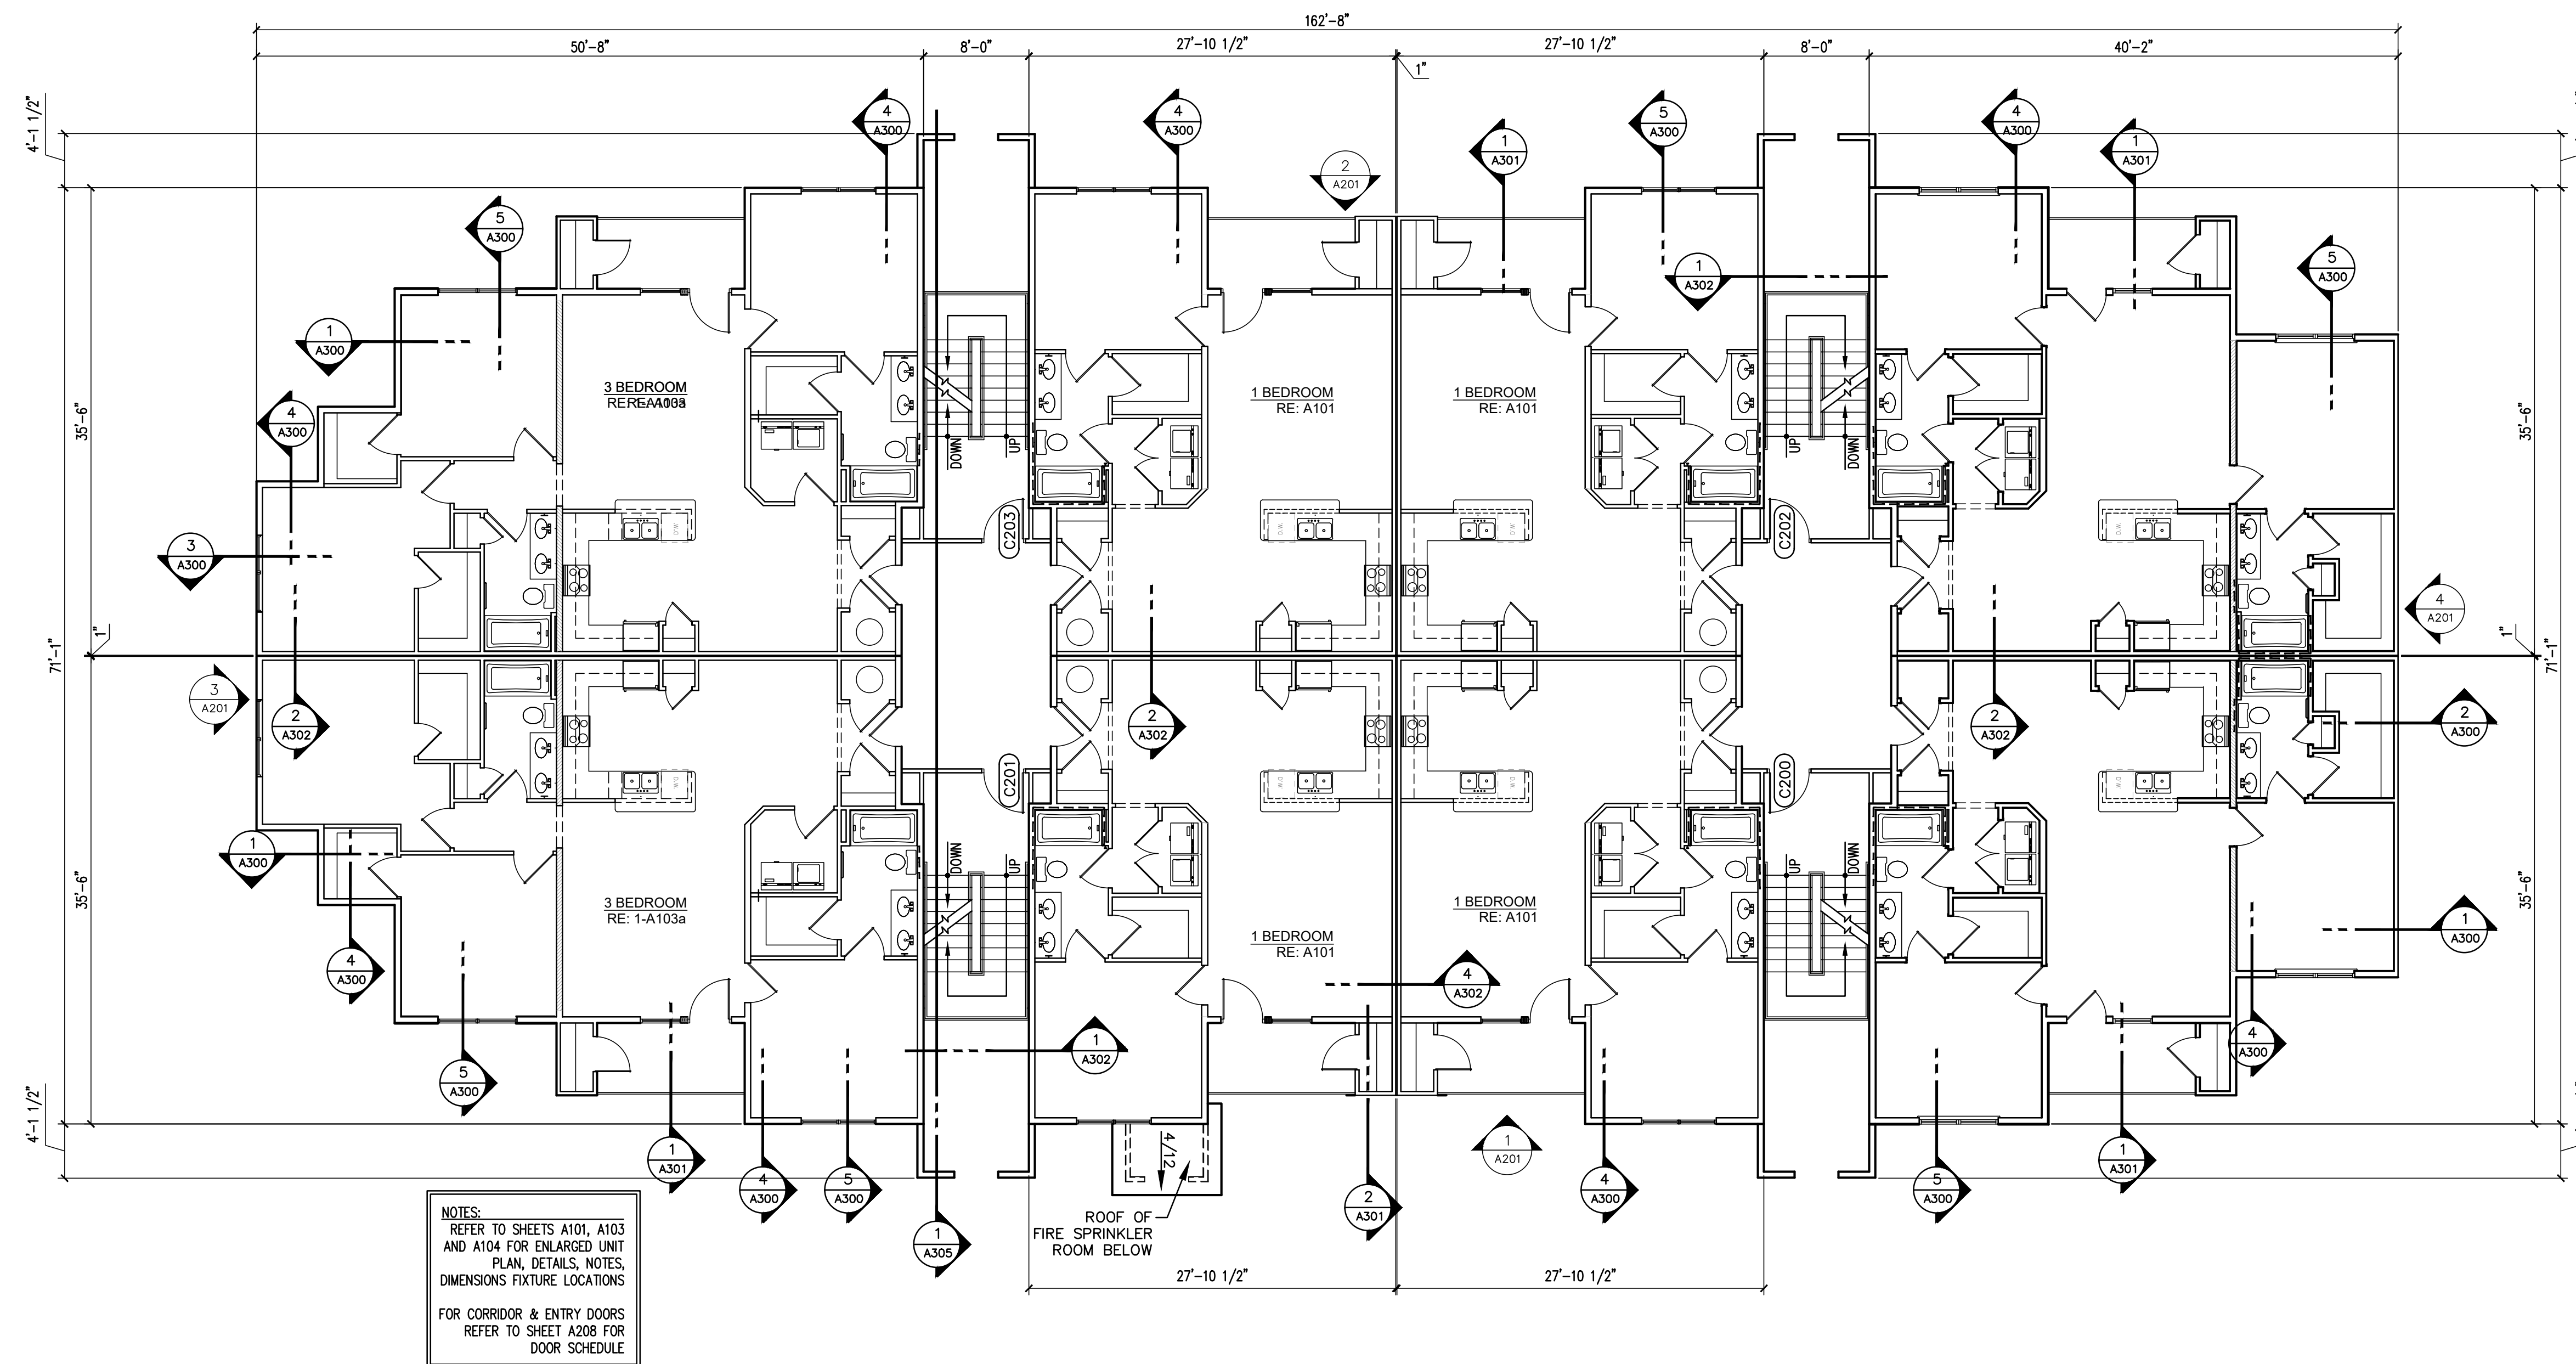 162'-8"
50'-8"
8'-0"
27'-10 1/2"
27'-10 1/2"
8'-0"
40'-2"
1"
4'-1 1/2"
4
A300
4
A300
5
A300
4
A300
1
A301
1
A301
2
A201
5
A300
1
A302
5
A300
1
A300
4
A300
3
A300
35'-6"
35'-6"
3 BEDROOM
1 BEDROOM
RE: A101
1 BEDROOM
RE: A101
DOWN
UP
UP
DOWN
C203
C202
D.W.
D.W.
D.W.
D.W.
4
A201
1"
1"
71'-1"
71'-1"
3
A201
2
A302
2
A302
2
A302
2
A300
C201
C200
D.W.
D.W.
D.W.
D.W.
1
A300
DOWN
UP
UP
DOWN
35'-6"
35'-6"
3 BEDROOM
RE: 1-A103a
1 BEDROOM
RE: A101
1 BEDROOM
RE: A101
1
A300
4
A300
4
A302
5
A300
1
A302
4
A300
4'-1 1/2"
1
A301
4
A300
5
A300
1
A305
4/12
ROOF OF
FIRE SPRINKLER
ROOM BELOW
2
A301
1
A201
4
A300
5
A300
1
A301
27'-10 1/2"
27'-10 1/2"
NOTES:
REFER TO SHEETS A101, A103
AND A104 FOR ENLARGED UNIT
PLAN, DETAILS, NOTES,
DIMENSIONS FIXTURE LOCATIONS
FOR CORRIDOR & ENTRY DOORS
REFER TO SHEET A208 FOR
DOOR SCHEDULE